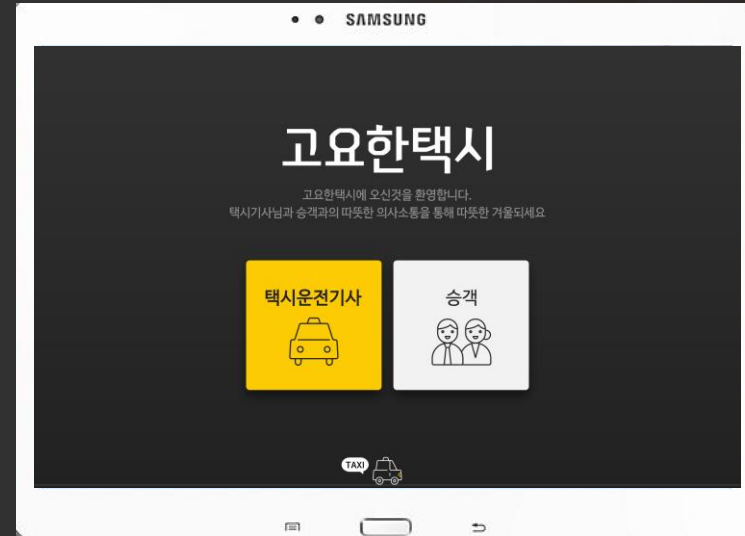 SAMSUNG
고요한택시
고요한택시에 오신것을 환영합니다.
택시기사님과 승객과의 따뜻한 의사소통을 통해 따뜻한 겨울되세요
택시운전기사
승객
TAXI